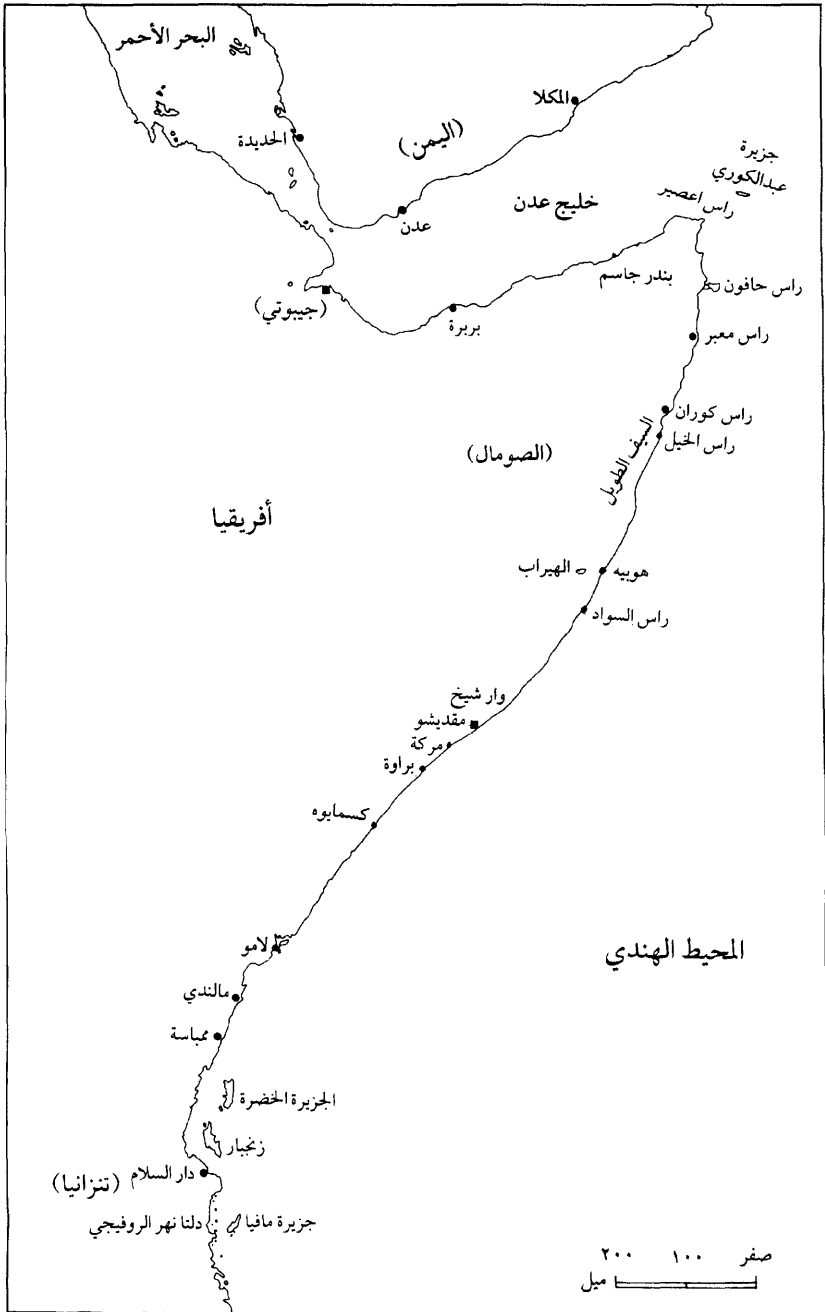 البحر الأحمر
المكلا
الحديدة
(اليمن)
جزيرة
عبدالكوري
راس اعصير
خليج عدن
عدن
بندر جاسم
راس حافون
(جيبوتي)
بربرة
راس معبر
راس كوران
راس الخيل
السيف الطويل
(الصومال)
أفريقيا
الهيراب
هوبيه
راس السواد
وار شيخ
مقديشو
مركة
براوة
كسمايوه
لامو
المحيط الهندي
مالندي
ممباسة
الجزيرة الخضرة
زنجبار
دار السلام
(تنزانيا)
جزيرة مافيا
دلتا نهر الروفيجي
صفر ١٠٠ ٢٠٠
ميل